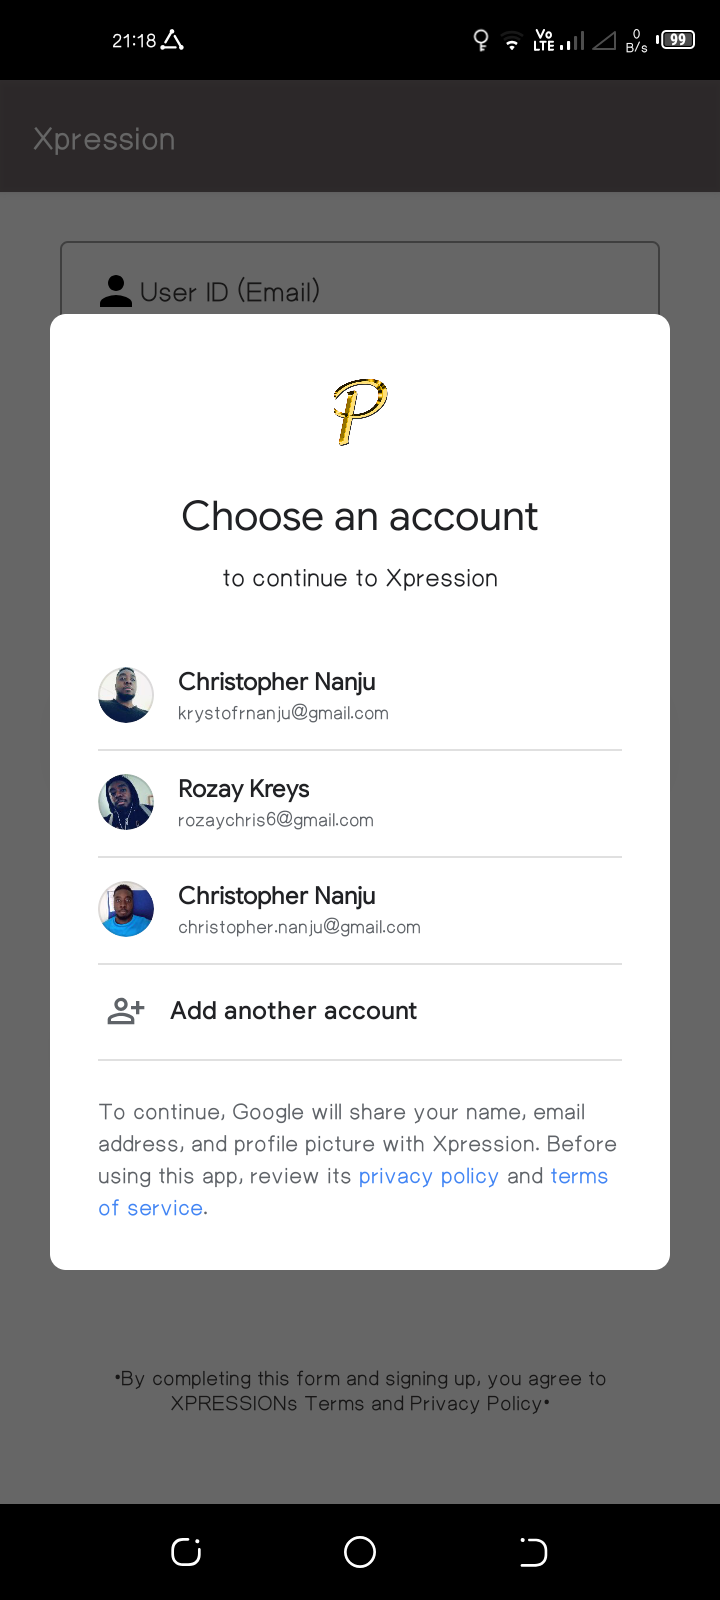 21:18
Vo
LTE
0
B/s
99
Xpression
User ID (Email)
P
Choose an account
to continue to Xpression
Christopher Nanju
krystofrnanju@gmail.com
Rozay Kreys
rozaychris6@gmail.com
Christopher Nanju
christopher.nanju@gmail.com
Add another account
To continue, Google will share your name, email
address, and profile picture with Xpression. Before
using this app, review its privacy policy and terms
of service.
•By completing this form and signing up, you agree to
XPRESSIONs Terms and Privacy Policy•